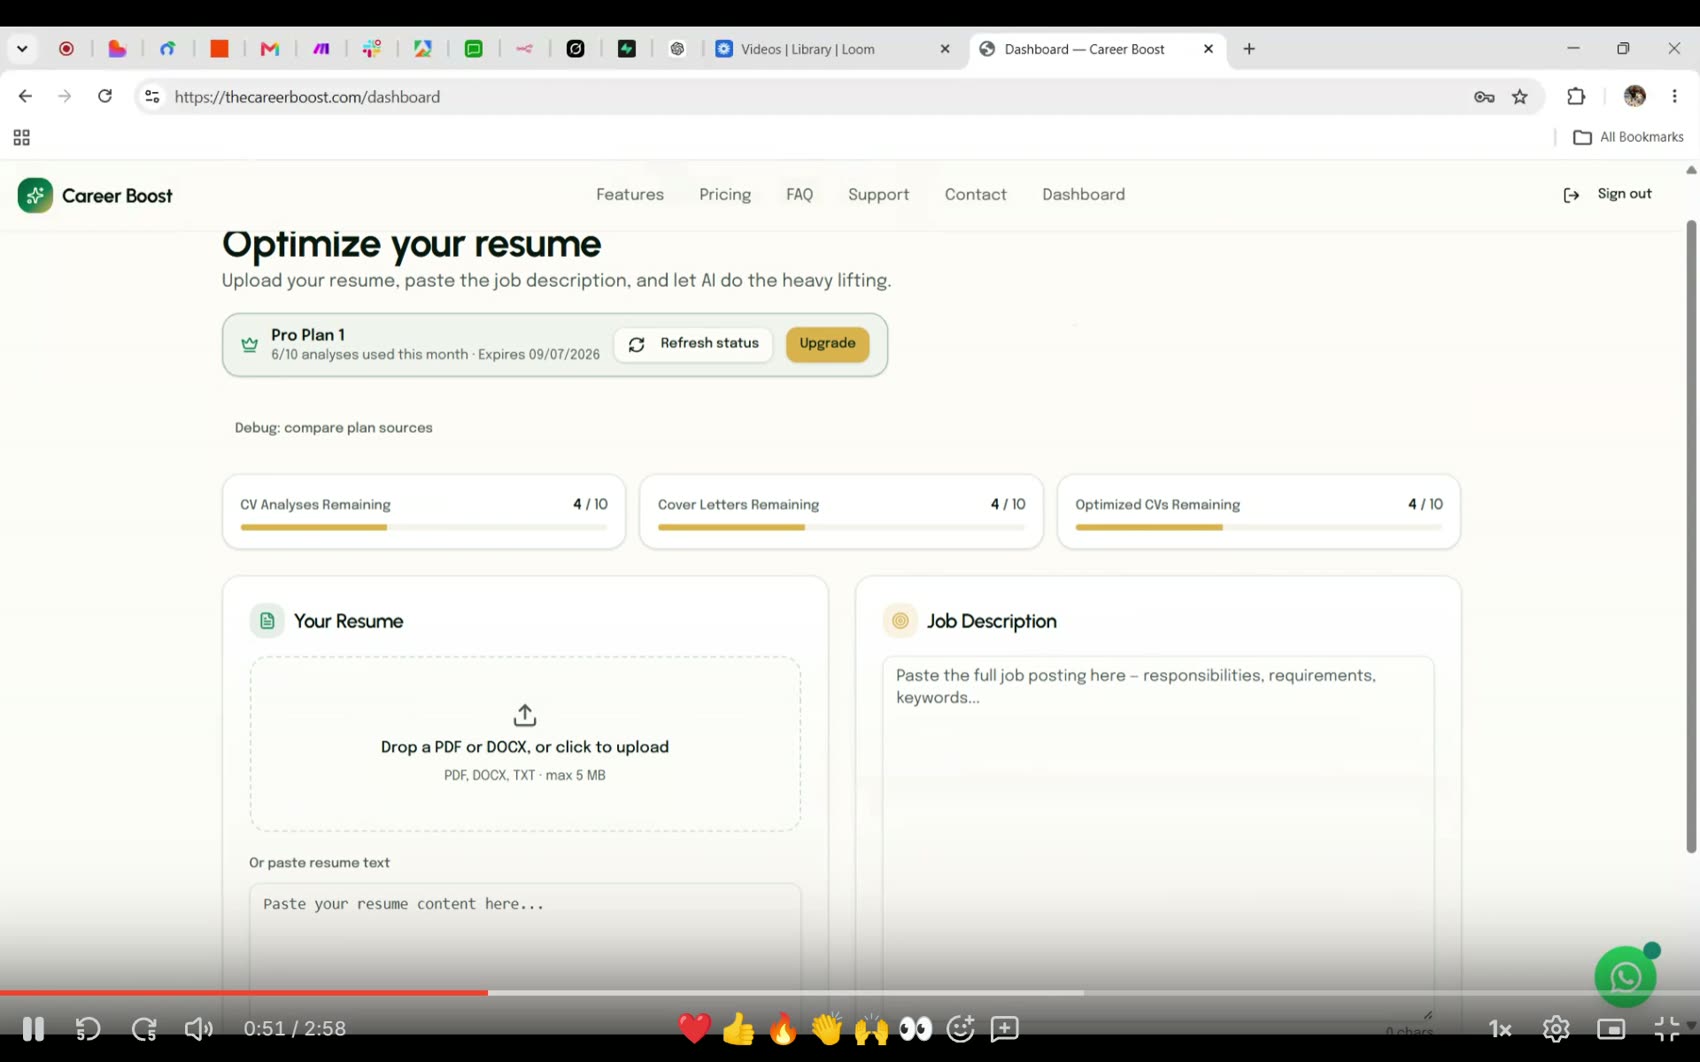 Videos | Library | Loom
Dashboard — Career Boost
https://thecareerboost.com/dashboard
All Bookmarks
Career Boost
Features
Pricing
FAQ
Support
Contact
Dashboard
Sign out
Optimize your resume
Upload your resume, paste the job description, and let AI do the heavy lifting.
Pro Plan 1
6/10 analyses used this month · Expires 09/07/2026
Refresh status
Upgrade
Debug: compare plan sources
CV Analyses Remaining
4 / 10
Cover Letters Remaining
4 / 10
Optimized CVs Remaining
4 / 10
Your Resume
Drop a PDF or DOCX, or click to upload
PDF, DOCX, TXT · max 5 MB
Or paste resume text
Paste your resume content here...
Job Description
Paste the full job posting here – responsibilities, requirements,
keywords...
0 chars
0:51 / 2:58
1x